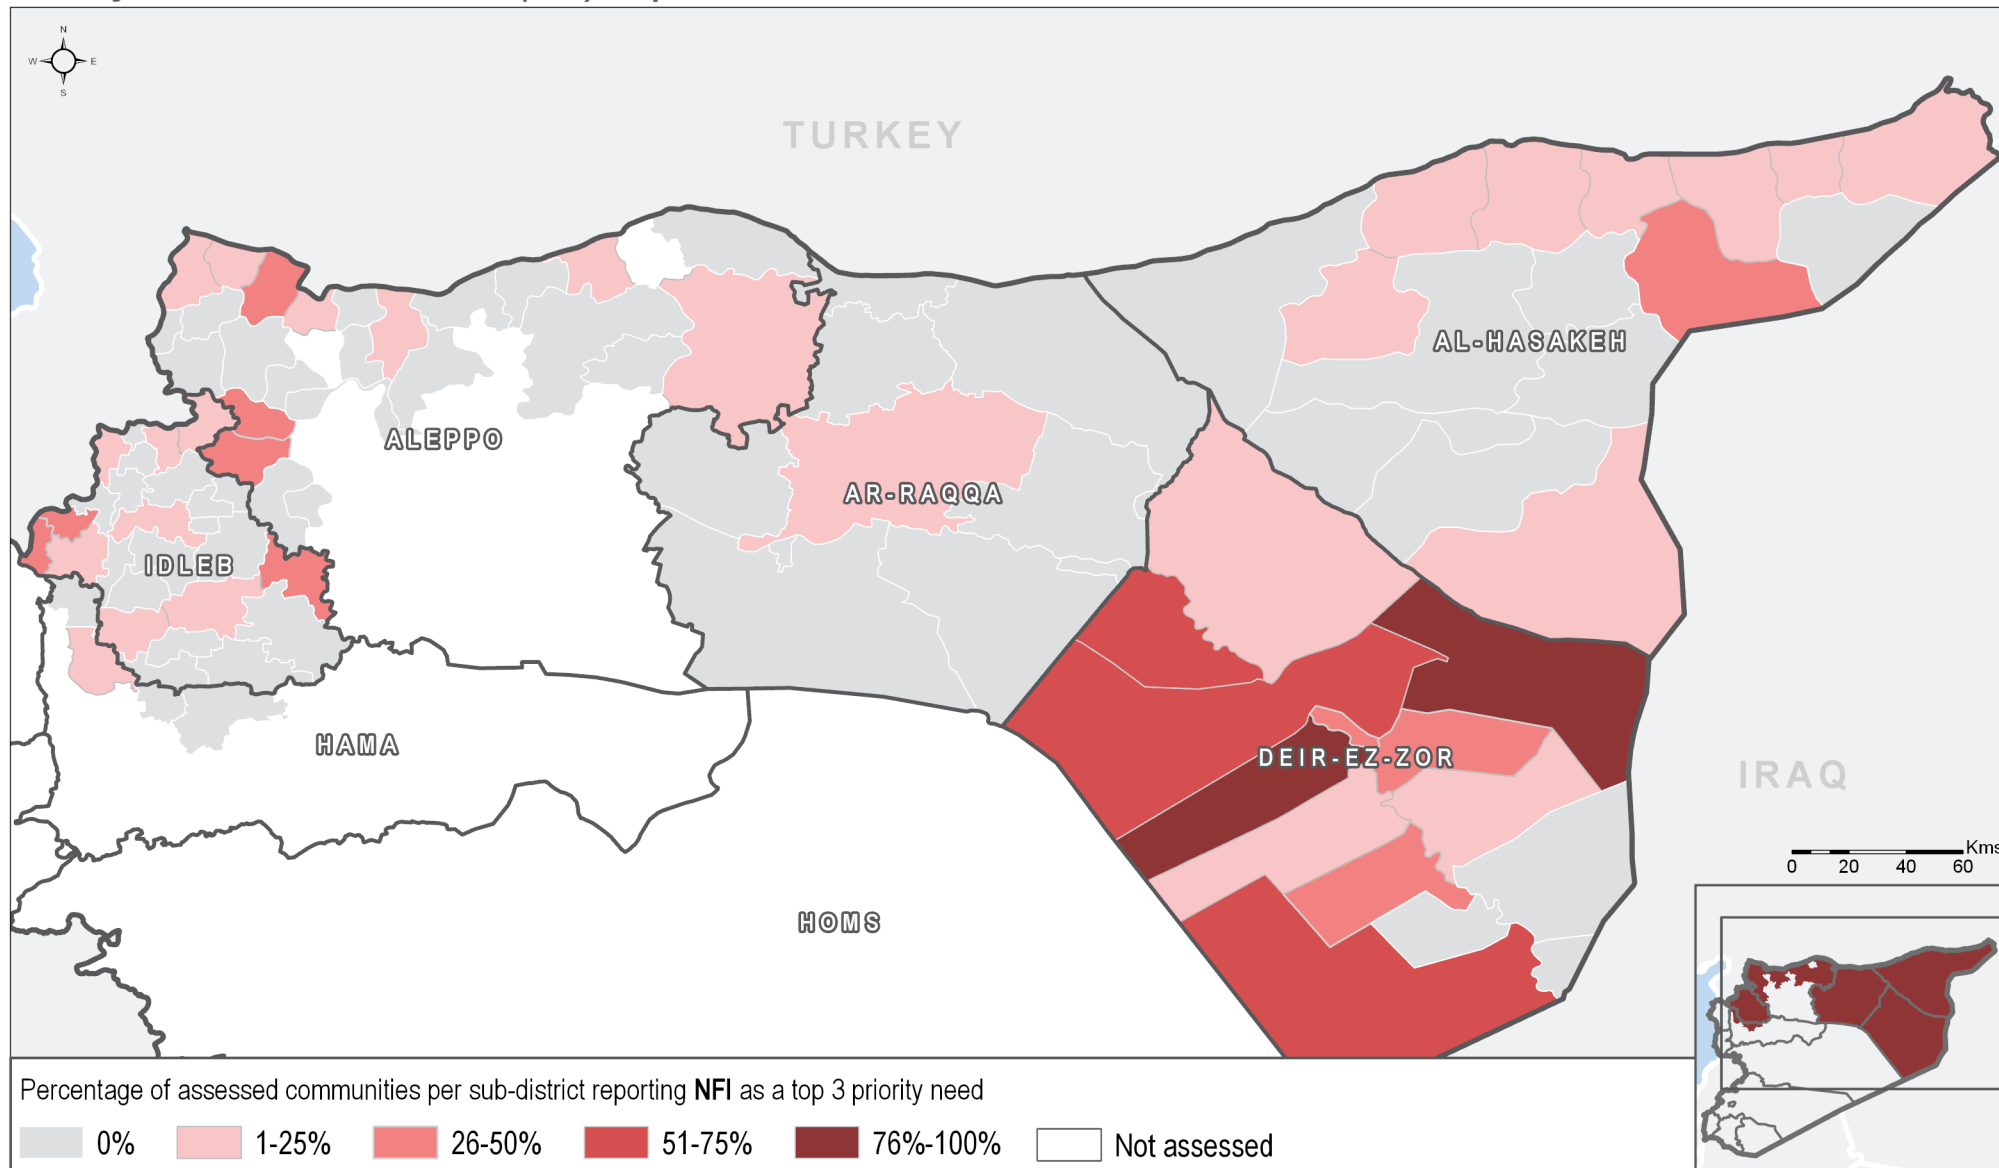 N
W E
S
TURKEY
AL-HASAKEH
ALEPPO
AR-RAQQA
IDLEB
HAMA
DEIR-EZ-ZOR
IRAQ
HOMS
Kms
0 20 40 60
Percentage of assessed communities per sub-district reporting NFI as a top 3 priority need
0% 1-25% 26-50% 51-75% 76%-100% Not assessed